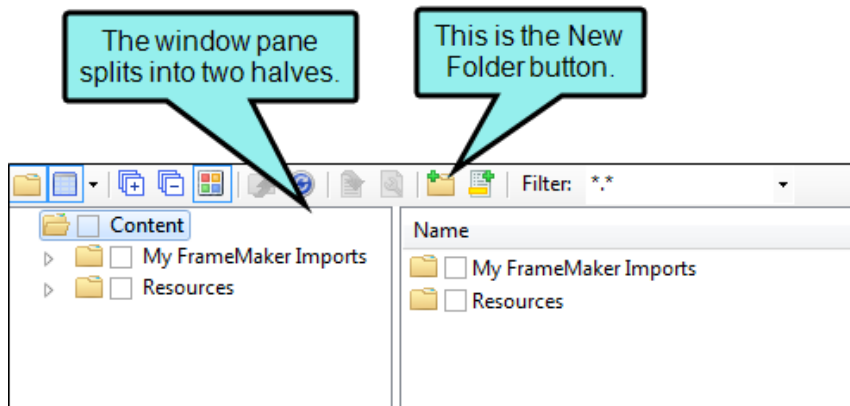 The window pane
splits into two halves.
This is the New
Folder button.
Filter: *.*
Content
My FrameMaker Imports
Resources
Name
My FrameMaker Imports
Resources